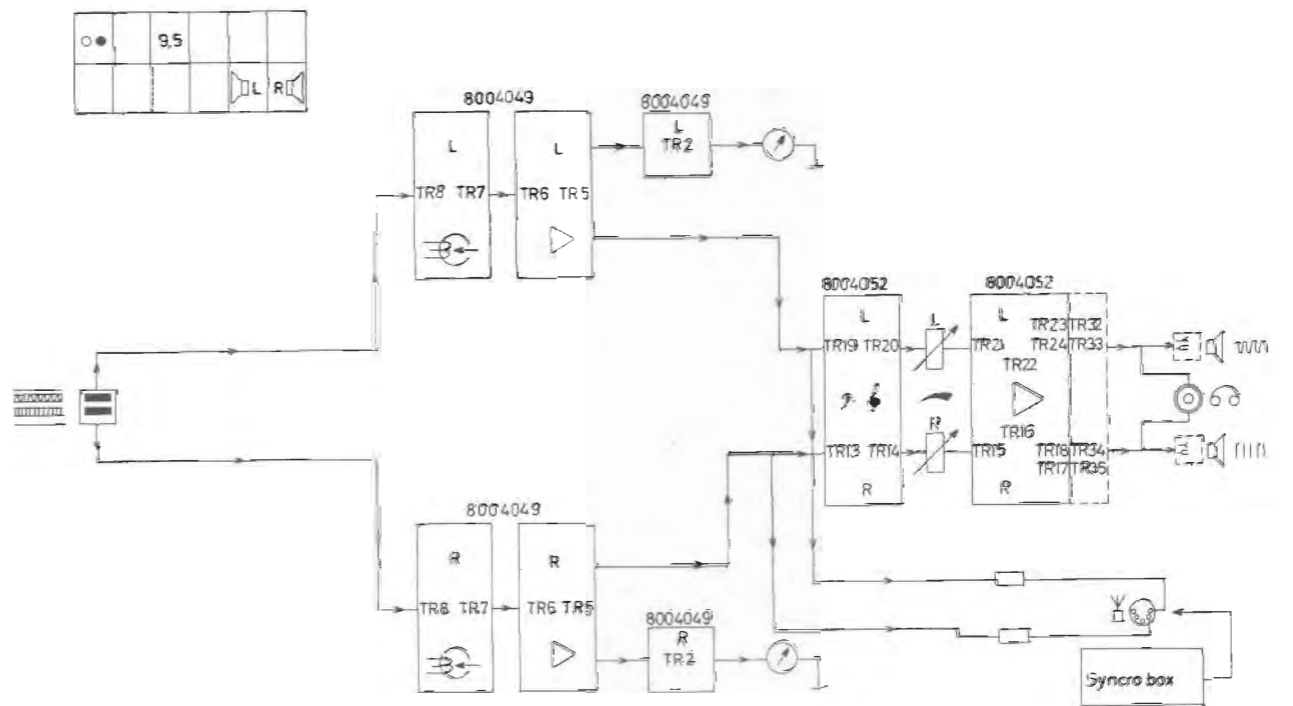 9,5
L R
8004049
8004049
L
TR2
L
L
TR8 TR7
TR6 TR5
8004052
8004052
L
L
L
TR23 TR32
TR19 TR20
TR21
TR24 TR33
TR22
R
TR16
TR13 TR14
TR15
TR18 TR34
TR17 TR35
R
R
8004049
R
R
TR8 TR7
TR6 TR5
8004049
R
TR2
Syncro box